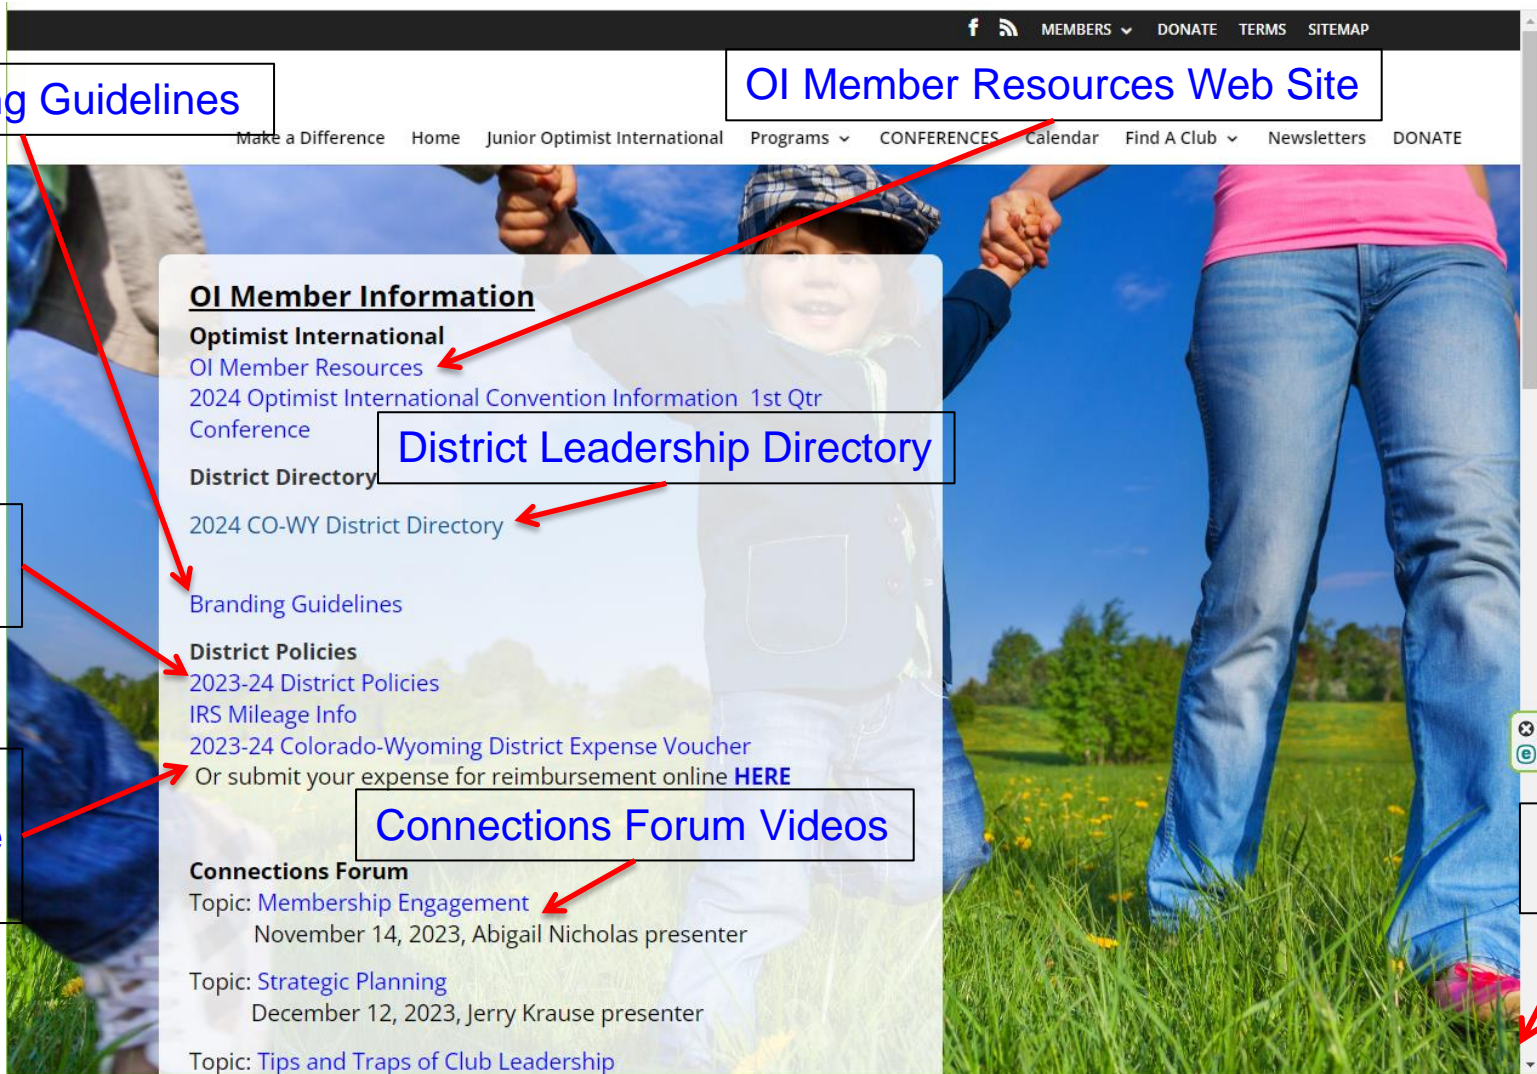 MEMBERS DONATE TERMS SITEMAP
Guidelines
OI Member Resources Web Site
Make a Difference Home Junior Optimist International Programs CONFERENCES Calendar Find A Club Newsletters DONATE
OI Member Information
Optimist International
OI Member Resources
2024 Optimist International Convention Information 1st Qtr
Conference
District Leadership Directory
District Directory
2024 CO-WY District Directory
Branding Guidelines
District Policies
2023-24 District Policies
IRS Mileage Info
2023-24 Colorado-Wyoming District Expense Voucher
Or submit your expense for reimbursement online HERE
Connections Forum Videos
Connections Forum
Topic: Membership Engagement
November 14, 2023, Abigail Nicholas presenter
Topic: Strategic Planning
December 12, 2023, Jerry Krause presenter
Topic: Tips and Traps of Club Leadership